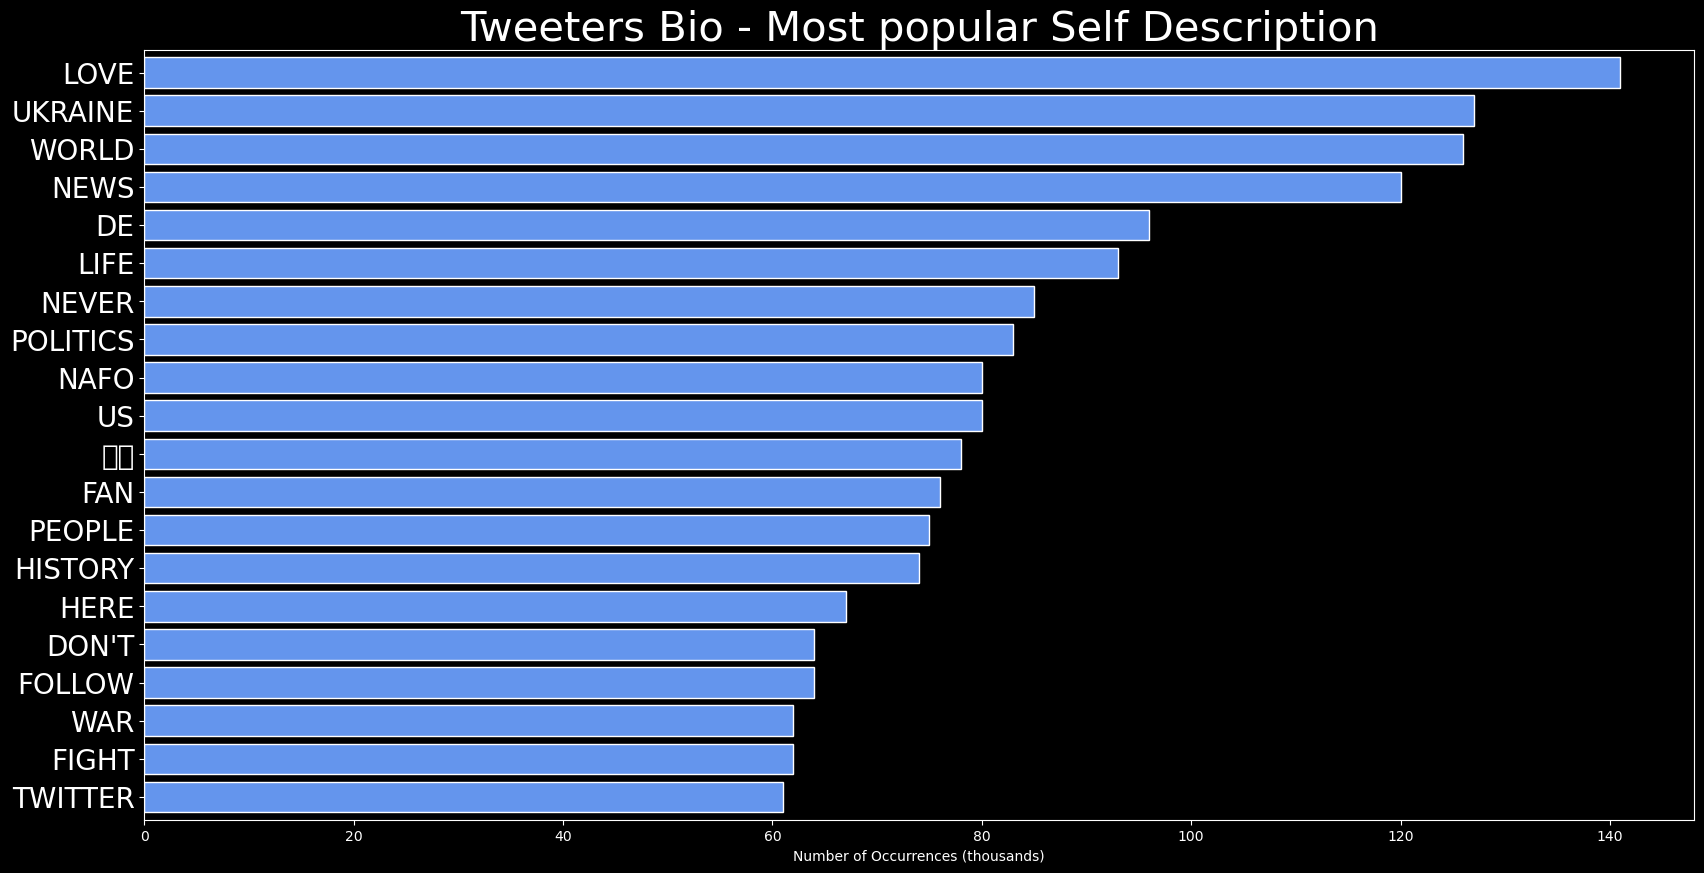 Tweeters Bio - Most popular Self Description
LOVE
UKRAINE
WORLD
NEWS
DE
LIFE
NEVER
POLITICS
NAFO
US
FAN
PEOPLE
HISTORY
HERE
DON'T
FOLLOW
WAR
FIGHT
TWITTER
0 20 40 60 80 100 120 140
Number of Occurrences (thousands)